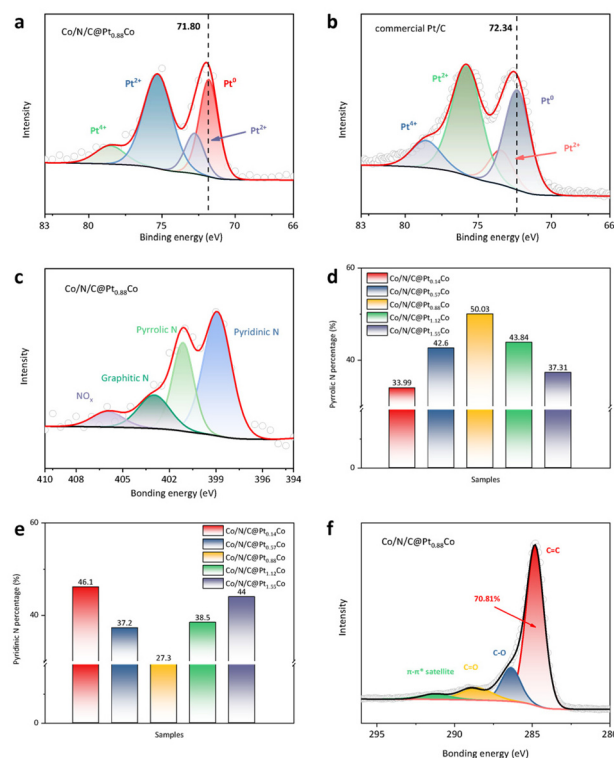 a
Co/N/C@Pt0.88Co
71.80
Pt2+
Pt0
Pt4+
Pt2+
Intensity
83 80 75 70 66
Binding energy (eV)
b
commercial Pt/C
72.34
Pt2+
Pt0
Pt4+
Pt2+
Intensity
83 80 75 70 66
Binding energy (eV)
c
Co/N/C@Pt0.88Co
Pyrrolic N
Pyridinic N
Graphitic N
NOx
Intensity
410 408 405 402 399 396 394
Bonding energy (eV)
d
Co/N/C@Pt0.14Co
Co/N/C@Pt0.57Co
Co/N/C@Pt0.88Co
Co/N/C@Pt1.12Co
Co/N/C@Pt1.55Co
60
40
0
33.99
42.6
50.03
43.84
37.31
Pyrrolic N percentage (%)
Samples
e
Co/N/C@Pt0.14Co
Co/N/C@Pt0.57Co
Co/N/C@Pt0.88Co
Co/N/C@Pt1.12Co
Co/N/C@Pt1.55Co
60
40
0
46.1
37.2
27.3
38.5
44
Pyridinic N percentage (%)
Samples
f
Co/N/C@Pt0.88Co
C=C
70.81%
C-O
C=O
π-π* satellite
Intensity
295 290 285 280
Bonding energy (eV)